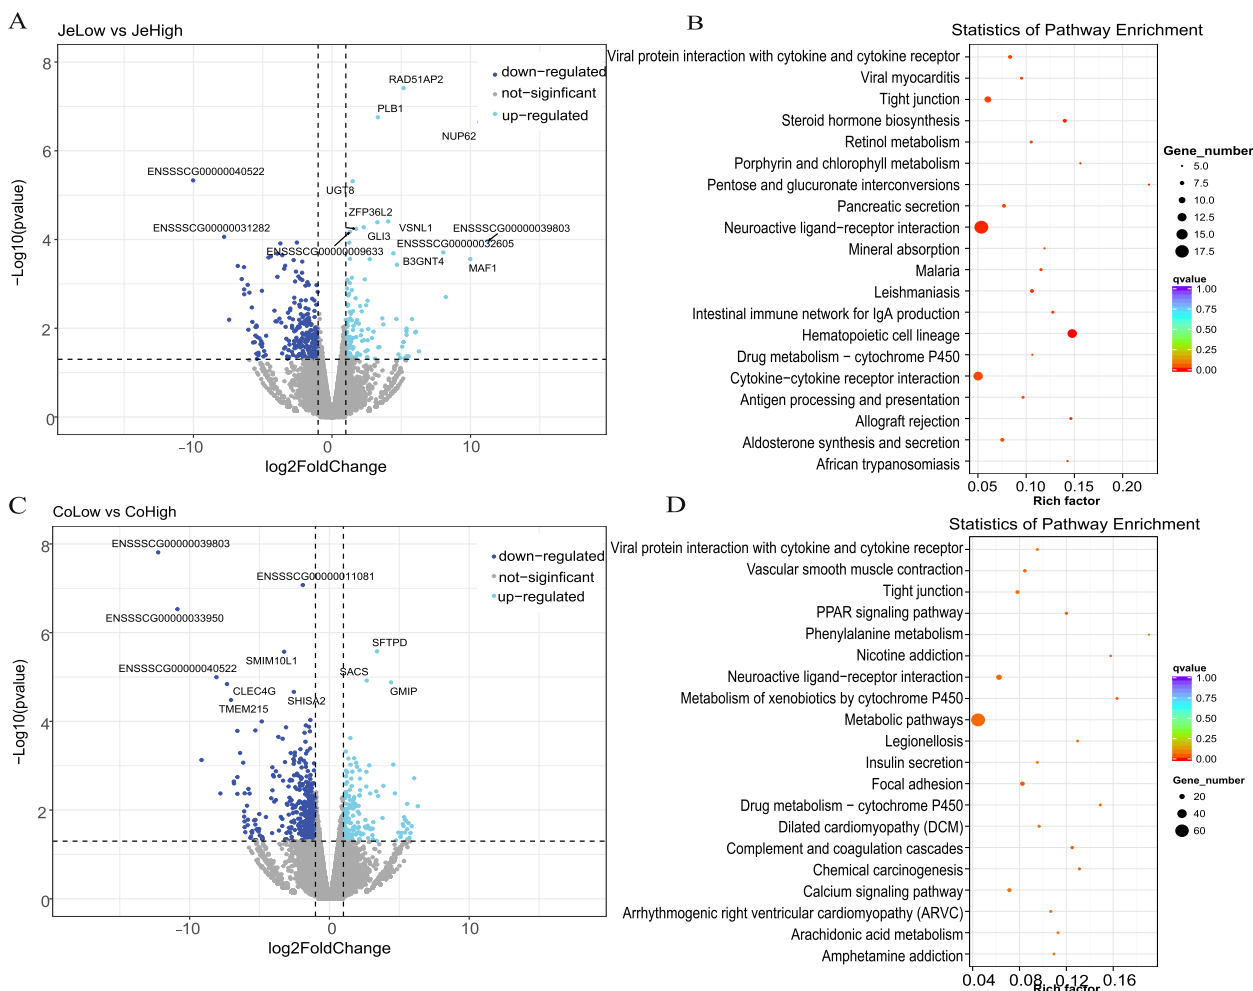 A
JeLow vs JeHigh
8
6
4
2
0
−10
0
10
−Log10(pvalue)
log2FoldChange
down−regulated
not−siginficant
up−regulated
RAD51AP2
PLB1
NUP62
ENSSSCG00000040522
UGT8
ZFP36L2
ENSSSCG00000031282
VSNL1
ENSSSCG00000039803
GLI3
ENSSSCG00000032605
ENSSSCG00000009633
B3GNT4
MAF1
B
Statistics of Pathway Enrichment
Viral protein interaction with cytokine and cytokine receptor
Viral myocarditis
Tight junction
Steroid hormone biosynthesis
Retinol metabolism
Porphyrin and chlorophyll metabolism
Pentose and glucuronate interconversions
Pancreatic secretion
Neuroactive ligand−receptor interaction
Mineral absorption
Malaria
Leishmaniasis
Intestinal immune network for IgA production
Hematopoietic cell lineage
Drug metabolism − cytochrome P450
Cytokine−cytokine receptor interaction
Antigen processing and presentation
Allograft rejection
Aldosterone synthesis and secretion
African trypanosomiasis
0.05
0.10
0.15
0.20
Rich factor
Gene_number
5.0
7.5
10.0
12.5
15.0
17.5
qvalue
1.00
0.75
0.50
0.25
0.00
C
CoLow vs CoHigh
8
6
4
2
0
−10
0
10
−Log10(pvalue)
log2FoldChange
down−regulated
not−siginficant
up−regulated
ENSSSCG00000039803
ENSSSCG00000011081
ENSSSCG00000033950
SFTPD
SMIM10L1
ENSSSCG00000040522
SACS
CLEC4G
GMIP
SHISA2
TMEM215
D
Statistics of Pathway Enrichment
Viral protein interaction with cytokine and cytokine receptor
Vascular smooth muscle contraction
Tight junction
PPAR signaling pathway
Phenylalanine metabolism
Nicotine addiction
Neuroactive ligand−receptor interaction
Metabolism of xenobiotics by cytochrome P450
Metabolic pathways
Legionellosis
Insulin secretion
Focal adhesion
Drug metabolism − cytochrome P450
Dilated cardiomyopathy (DCM)
Complement and coagulation cascades
Chemical carcinogenesis
Calcium signaling pathway
Arrhythmogenic right ventricular cardiomyopathy (ARVC)
Arachidonic acid metabolism
Amphetamine addiction
0.04
0.08
0.12
0.16
Rich factor
qvalue
1.00
0.75
0.50
0.25
0.00
Gene_number
20
40
60